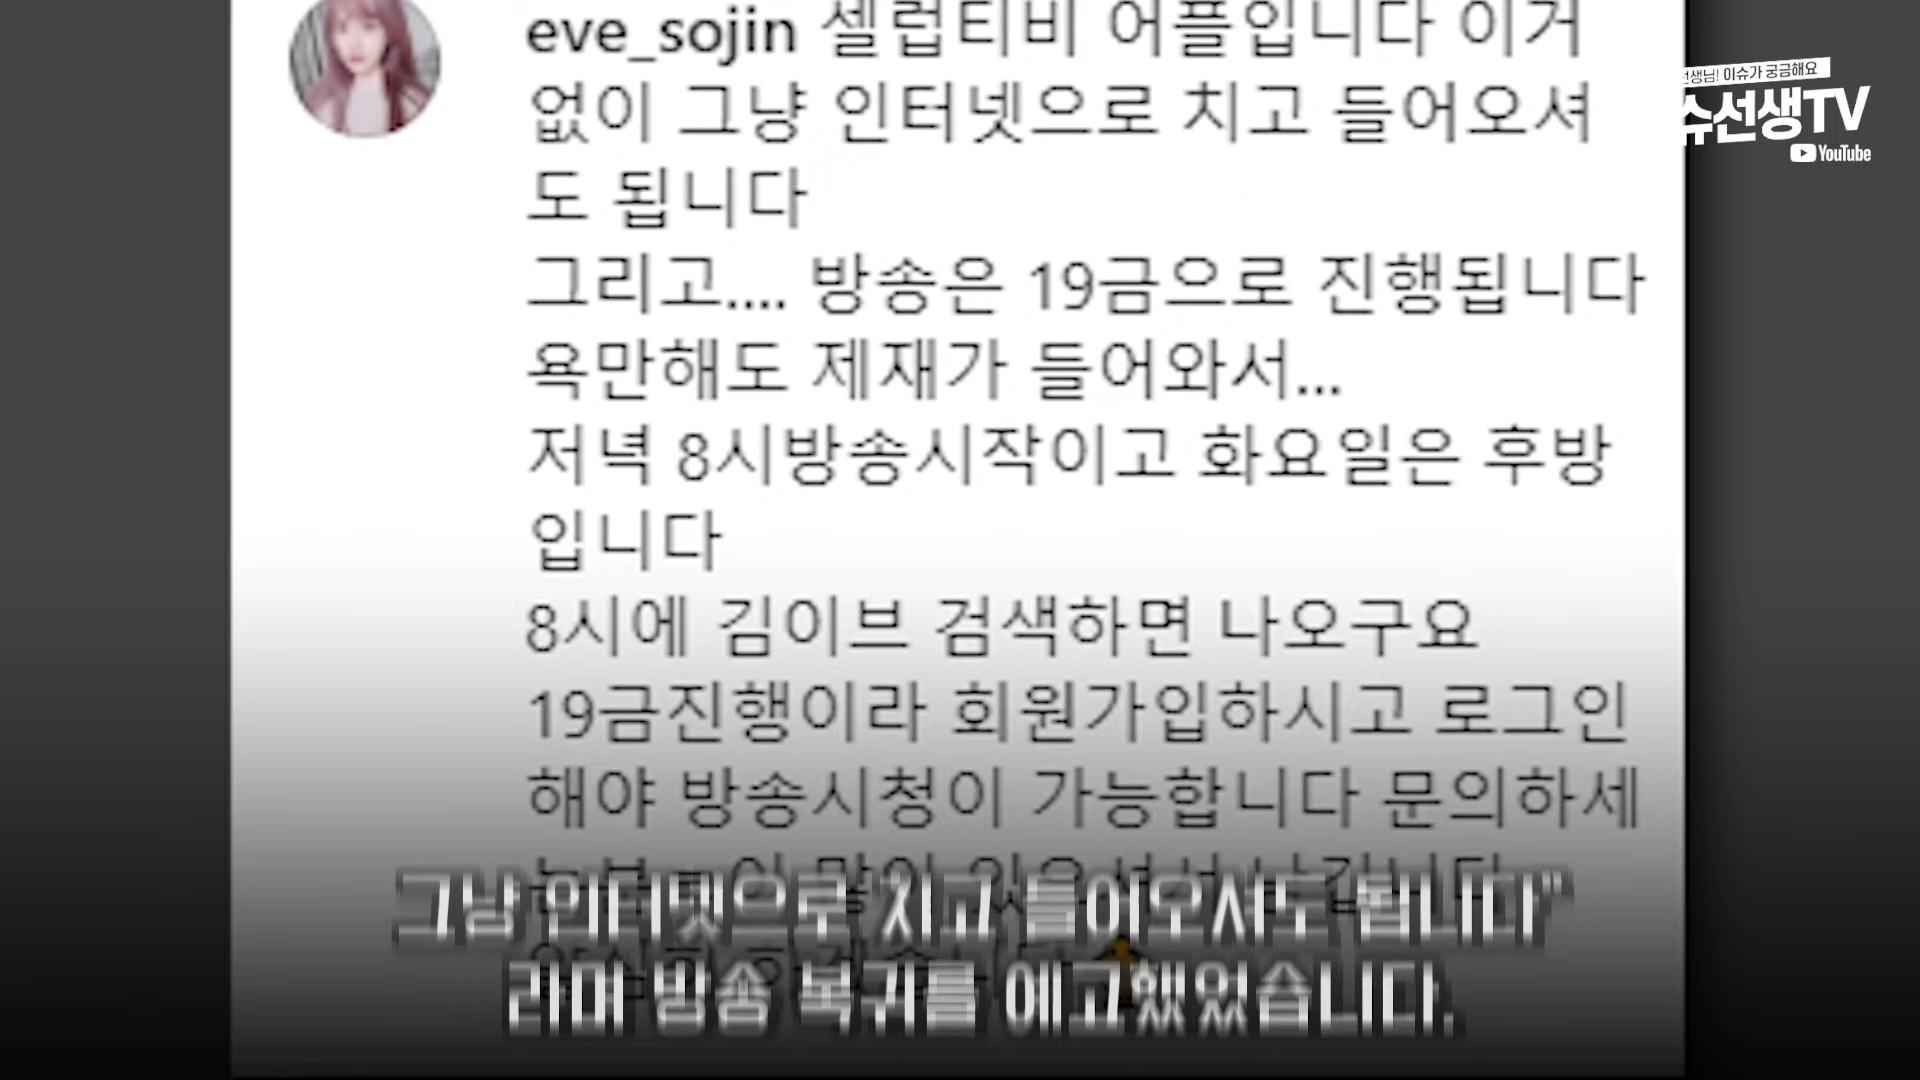 eve_sojin 셀럽티비 어플입니다 이거
없이 그냥 인터넷으로 치고 들어오셔
도 됩니다
그리고.... 방송은 19금으로 진행됩니다
욕만해도 제재가 들어와서...
저녁 8시방송시작이고 화요일은 후방
입니다
8시에 김이브 검색하면 나오구요
19금진행이라 회원가입하시고 로그인
해야 방송시청이 가능합니다 문의하세
그냥 인터넷으로 치고 들어오셔도 됩니다"
라며 방송 복귀를 예고했었습니다.
선생님! 이슈가 궁금해요
슈선생TV
YouTube